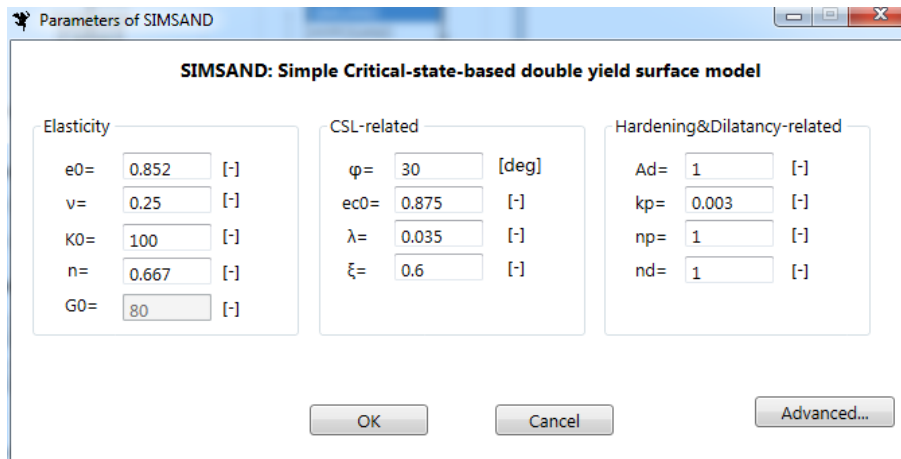 Parameters of SIMSAND
SIMSAND: Simple Critical-state-based double yield surface model
Elasticity
e0= 0.852 [-]
ν= 0.25 [-]
K0= 100 [-]
n= 0.667 [-]
G0= 80 [-]
CSL-related
φ= 30 [deg]
ec0= 0.875 [-]
λ= 0.035 [-]
ξ= 0.6 [-]
Hardening&Dilatancy-related
Ad= 1 [-]
kp= 0.003 [-]
np= 1 [-]
nd= 1 [-]
OK
Cancel
Advanced...